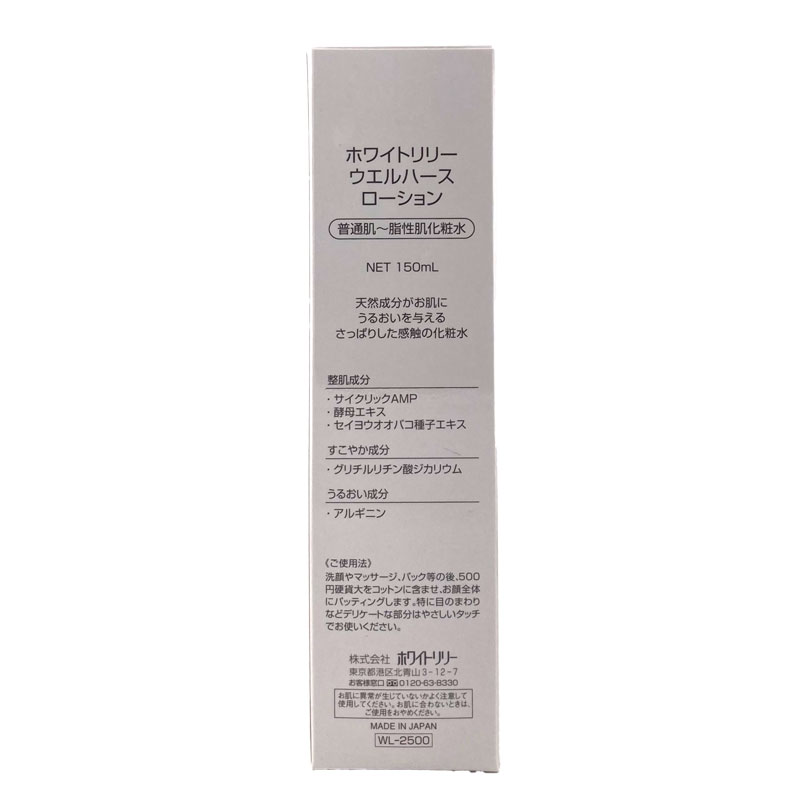 ホワイトリリー
ウエルハース
ローション
普通肌〜脂性肌化粧水
NET 150mL
天然成分がお肌に
うるおいを与える
さっぱりした感触の化粧水
整肌成分
・サイクリックAMP
・酵母エキス
・セイヨウオオバコ種子エキス
すこやか成分
・グリチルリチン酸ジカリウム
うるおい成分
・アルギニン
《ご使用法》
洗顔やマッサージ、パック等の後、500
円硬貨大をコットンに含ませ、お顔全体
にパッティングします。特に目のまわり
などデリケートな部分はやさしいタッチ
でお使いください。
株式会社 ホワイトリリー
東京都港区北青山3-12-7
お客様窓口 0120-63-8330
お肌に異常が生じていないかよく注意して
使用してください。お肌に合わないときは、
ご使用をおやめください。
MADE IN JAPAN
WL-2500